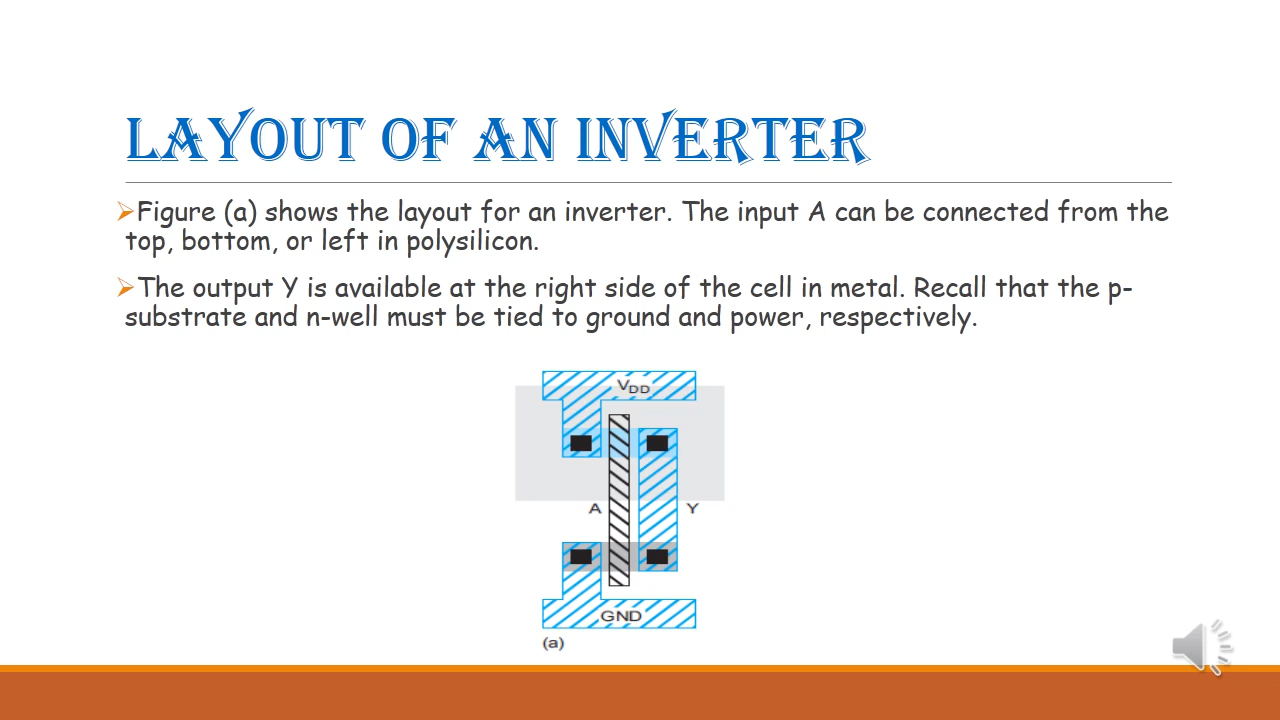 LAYOUT OF AN INVERTER
Figure (a) shows the layout for an inverter. The input A can be connected from the
top, bottom, or left in polysilicon.
The output Y is available at the right side of the cell in metal. Recall that the p-
substrate and n-well must be tied to ground and power, respectively.
VDD
A
Y
GND
(a)